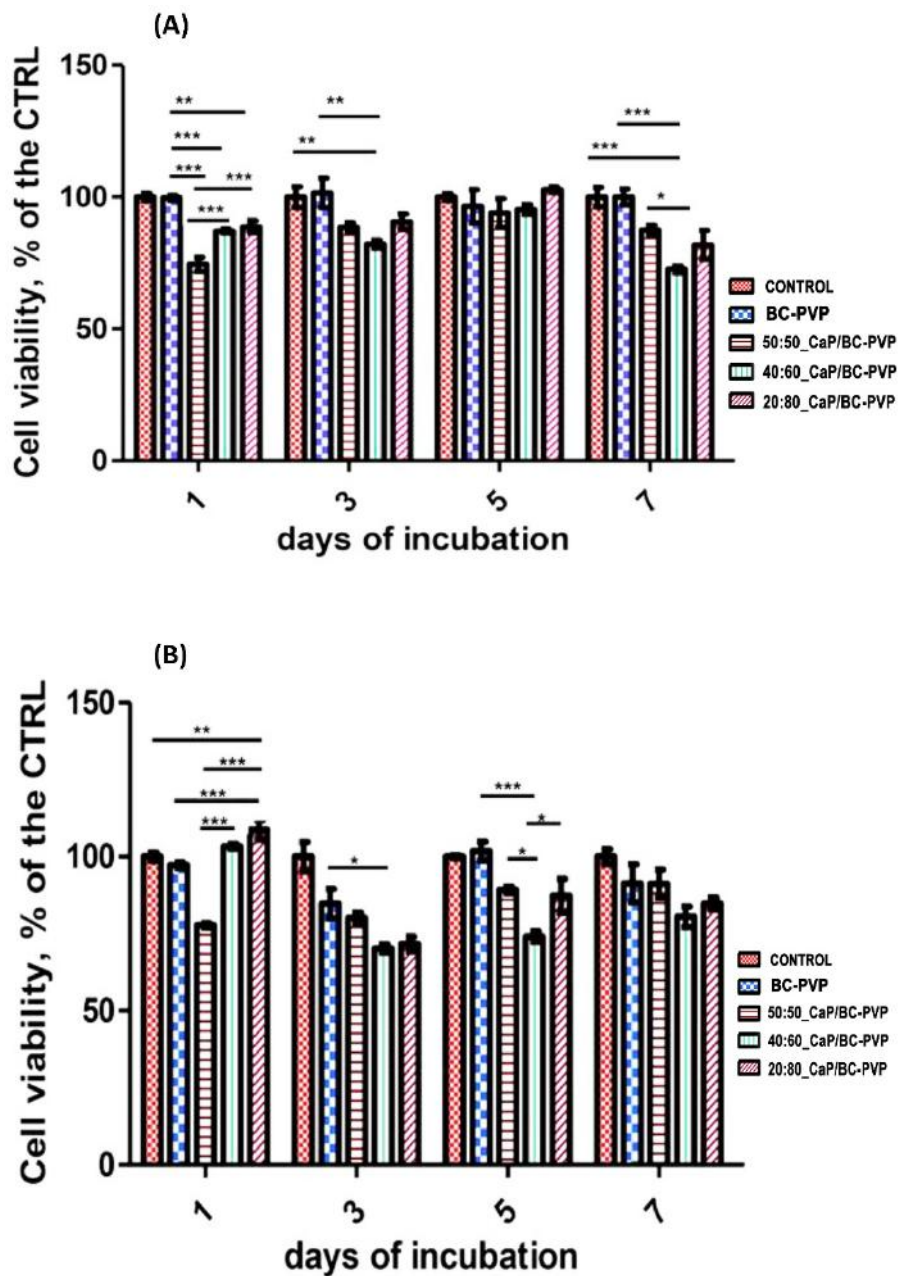 (A)
Cell viability, % of the CTRL
150
100
50
0
**
***
***
***
***
**
**
***
***
*
1
3
5
7
days of incubation
CONTROL
BC-PVP
50:50_CaP/BC-PVP
40:60_CaP/BC-PVP
20:80_CaP/BC-PVP
(B)
Cell viability, % of the CTRL
150
100
50
0
**
***
***
***
*
***
*
*
1
3
5
7
days of incubation
CONTROL
BC-PVP
50:50_CaP/BC-PVP
40:60_CaP/BC-PVP
20:80_CaP/BC-PVP